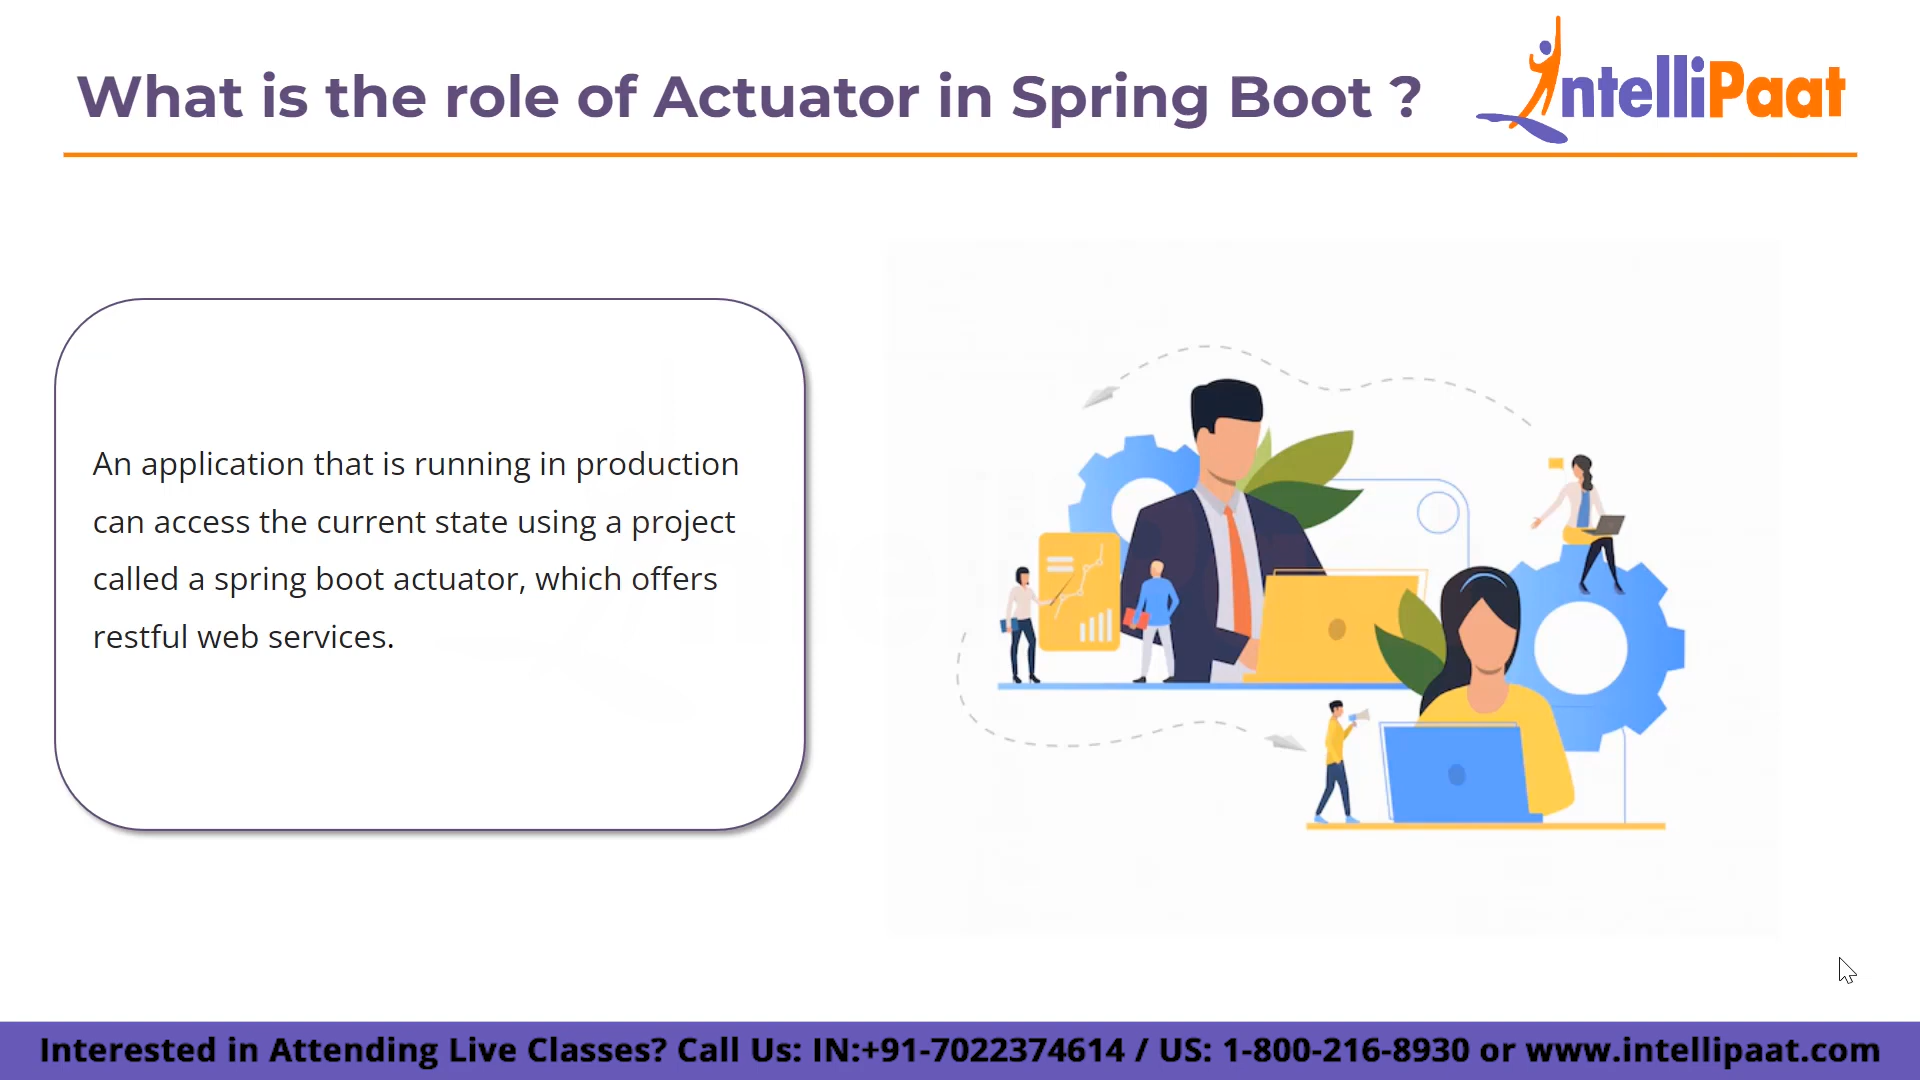 What is the role of Actuator in Spring Boot ?
IntelliPaat
An application that is running in production
can access the current state using a project
called a spring boot actuator, which offers
restful web services.
Interested in Attending Live Classes? Call Us: IN:+91-7022374614 / US: 1-800-216-8930 or www.intellipaat.com